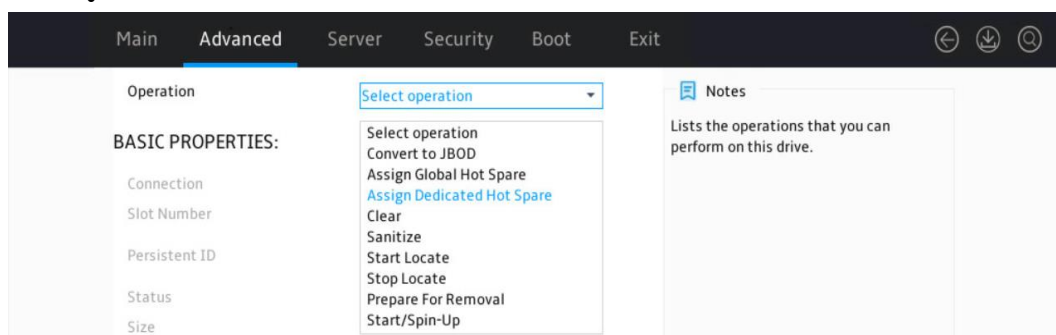 Main Advanced Server Security Boot Exit
Operation
Select operation
Select operation
Convert to JBOD
Assign Global Hot Spare
Assign Dedicated Hot Spare
Clear
Sanitize
Start Locate
Stop Locate
Prepare For Removal
Start/Spin-Up
BASIC PROPERTIES:
Connection
Slot Number
Persistent ID
Status
Size
Notes
Lists the operations that you can
perform on this drive.